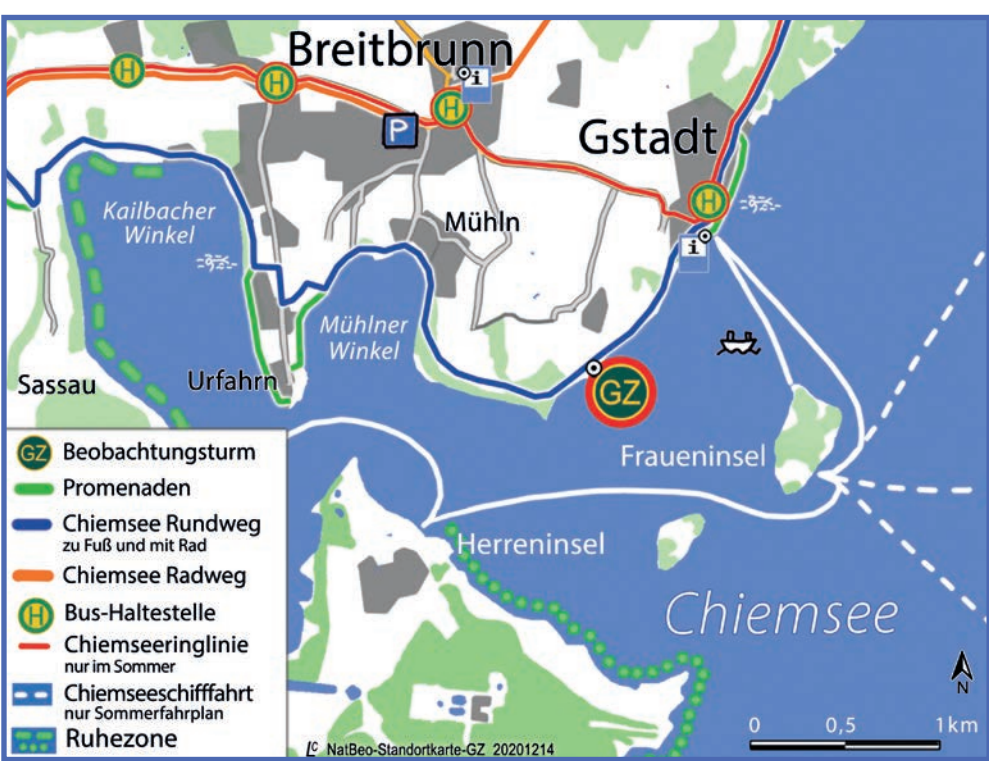 Breitbrunn
H
H
i
H
P
Gstadt
H
i
Kailbacher
Winkel
Mühln
Mühlner
Winkel
Sassau
Urfahrn
GZ
Fraueninsel
Herreninsel
Chiemsee
GZ Beobachtungsturm
Promenaden
Chiemsee Rundweg
zu Fuß und mit Rad
Chiemsee Radweg
H Bus-Haltestelle
Chiemseeringlinie
nur im Sommer
Chiemseeschifffahrt
nur Sommerfahrplan
Ruhezone
LC NatBeo-Standortkarte-GZ 20201214
N
0 0,5 1km